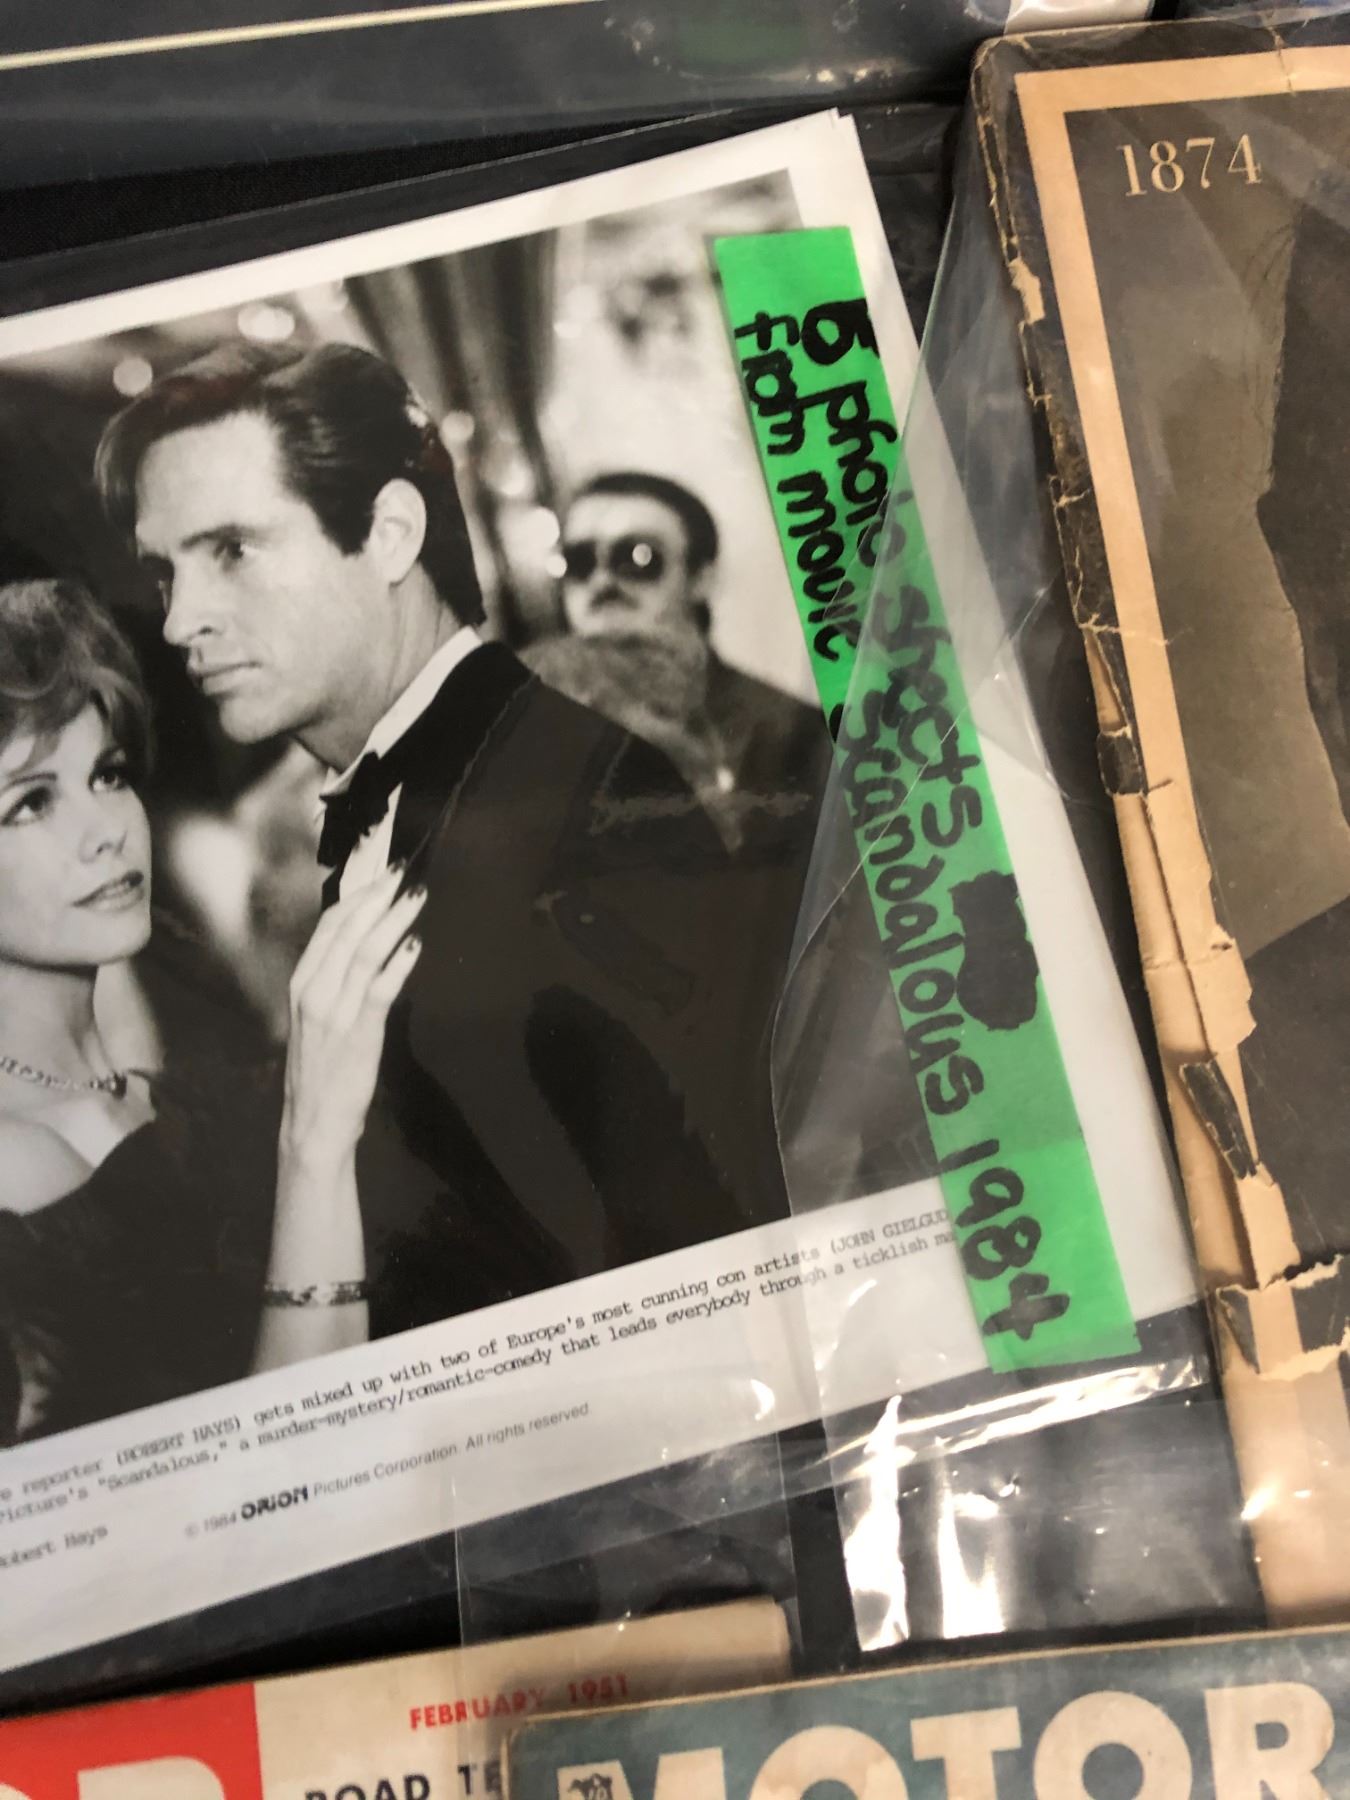 1874
5 photo sheets
from movie Scandalous 1984
e reporter (ROBERT HAYS) gets mixed up with two of Europe's most cunning con artists (JOHN GIELGUD
Picture's "Scandalous," a murder-mystery/romantic-comedy that leads everybody through a ticklish ma
Robert Hays
© 1984 ORION Pictures Corporation. All rights reserved.
FEBRUARY 1951
ROAD TE
MOTOR